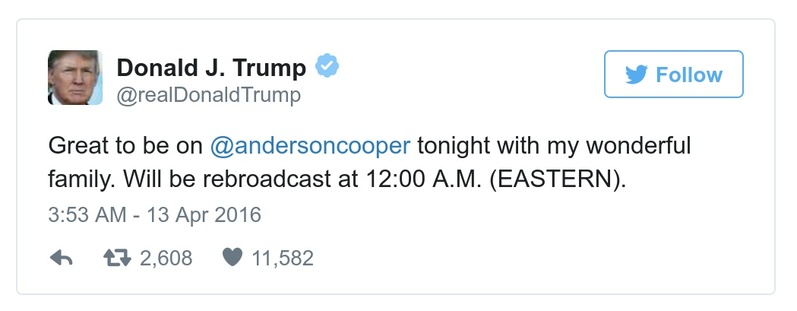 Donald J. Trump
@realDonaldTrump
Follow
Great to be on @andersoncooper tonight with my wonderful
family. Will be rebroadcast at 12:00 A.M. (EASTERN).
3:53 AM - 13 Apr 2016
2,608 11,582